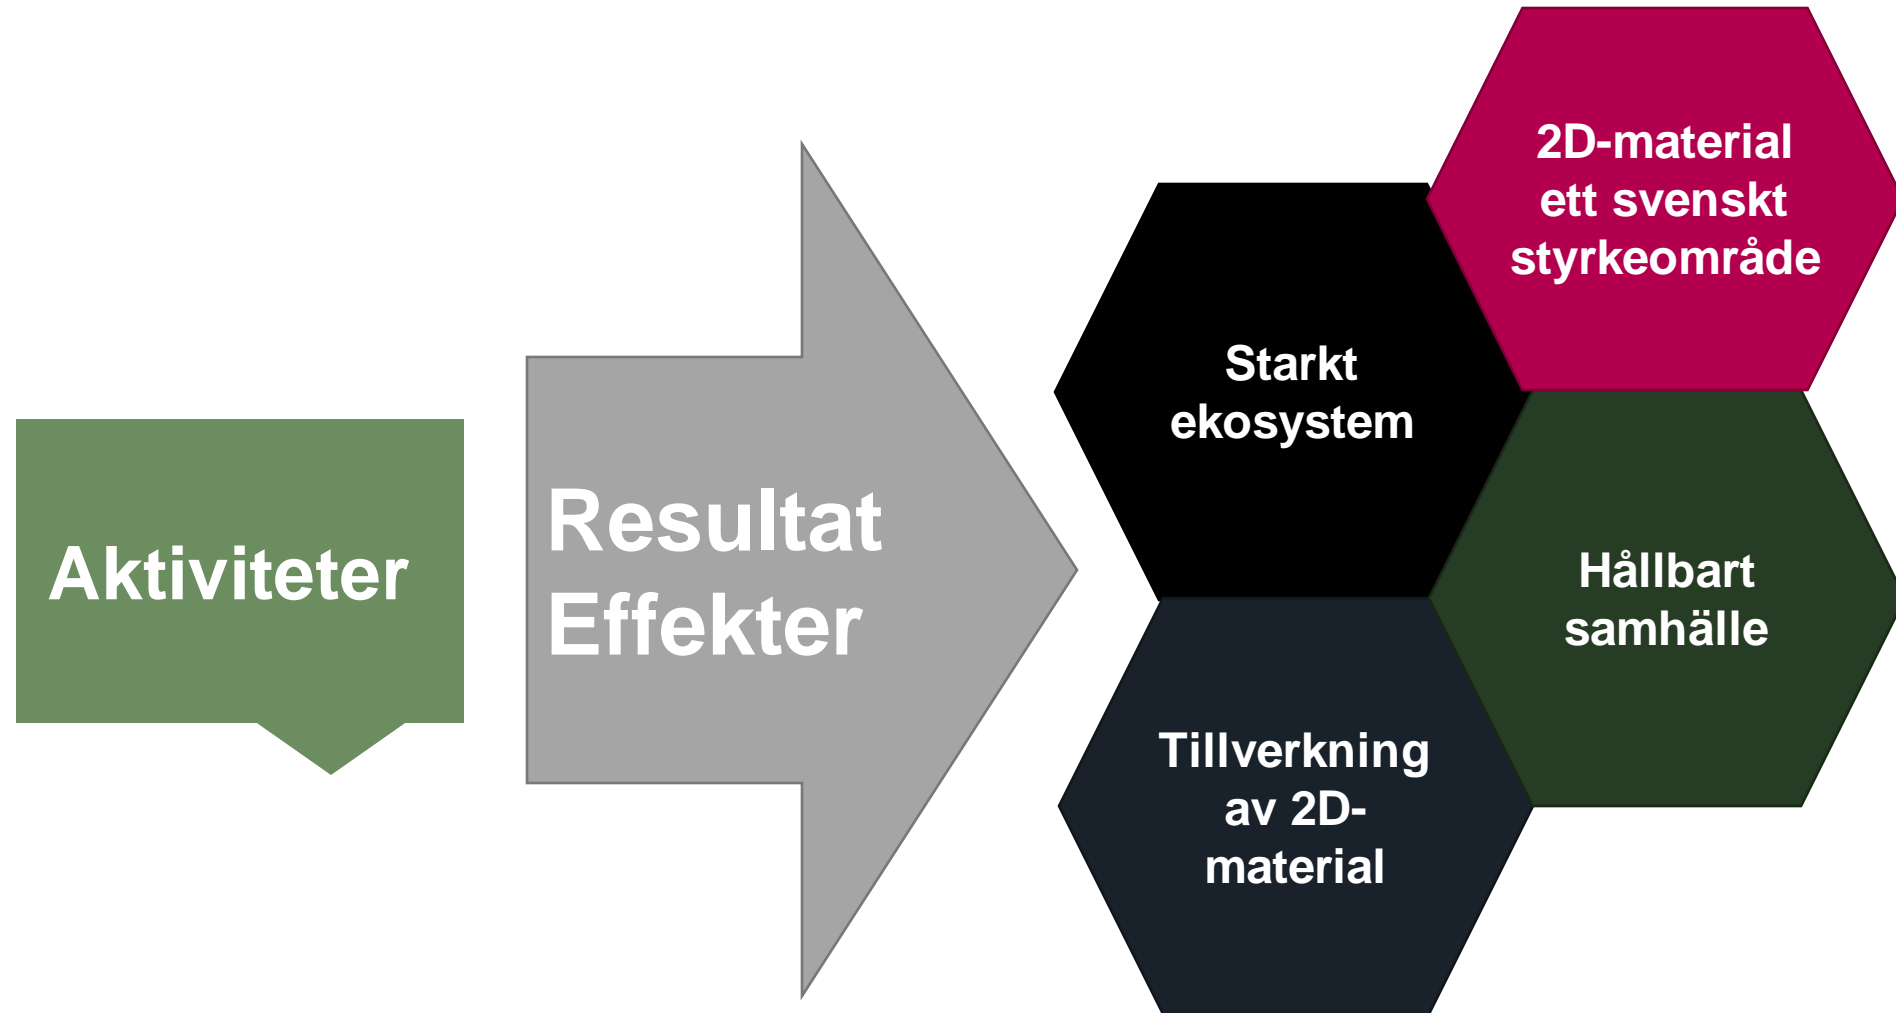 Aktiviteter
Resultat
Effekter
Starkt
ekosystem
2D-material
ett svenskt
styrkeområde
Hållbart
samhälle
Tillverkning
av 2D-
material